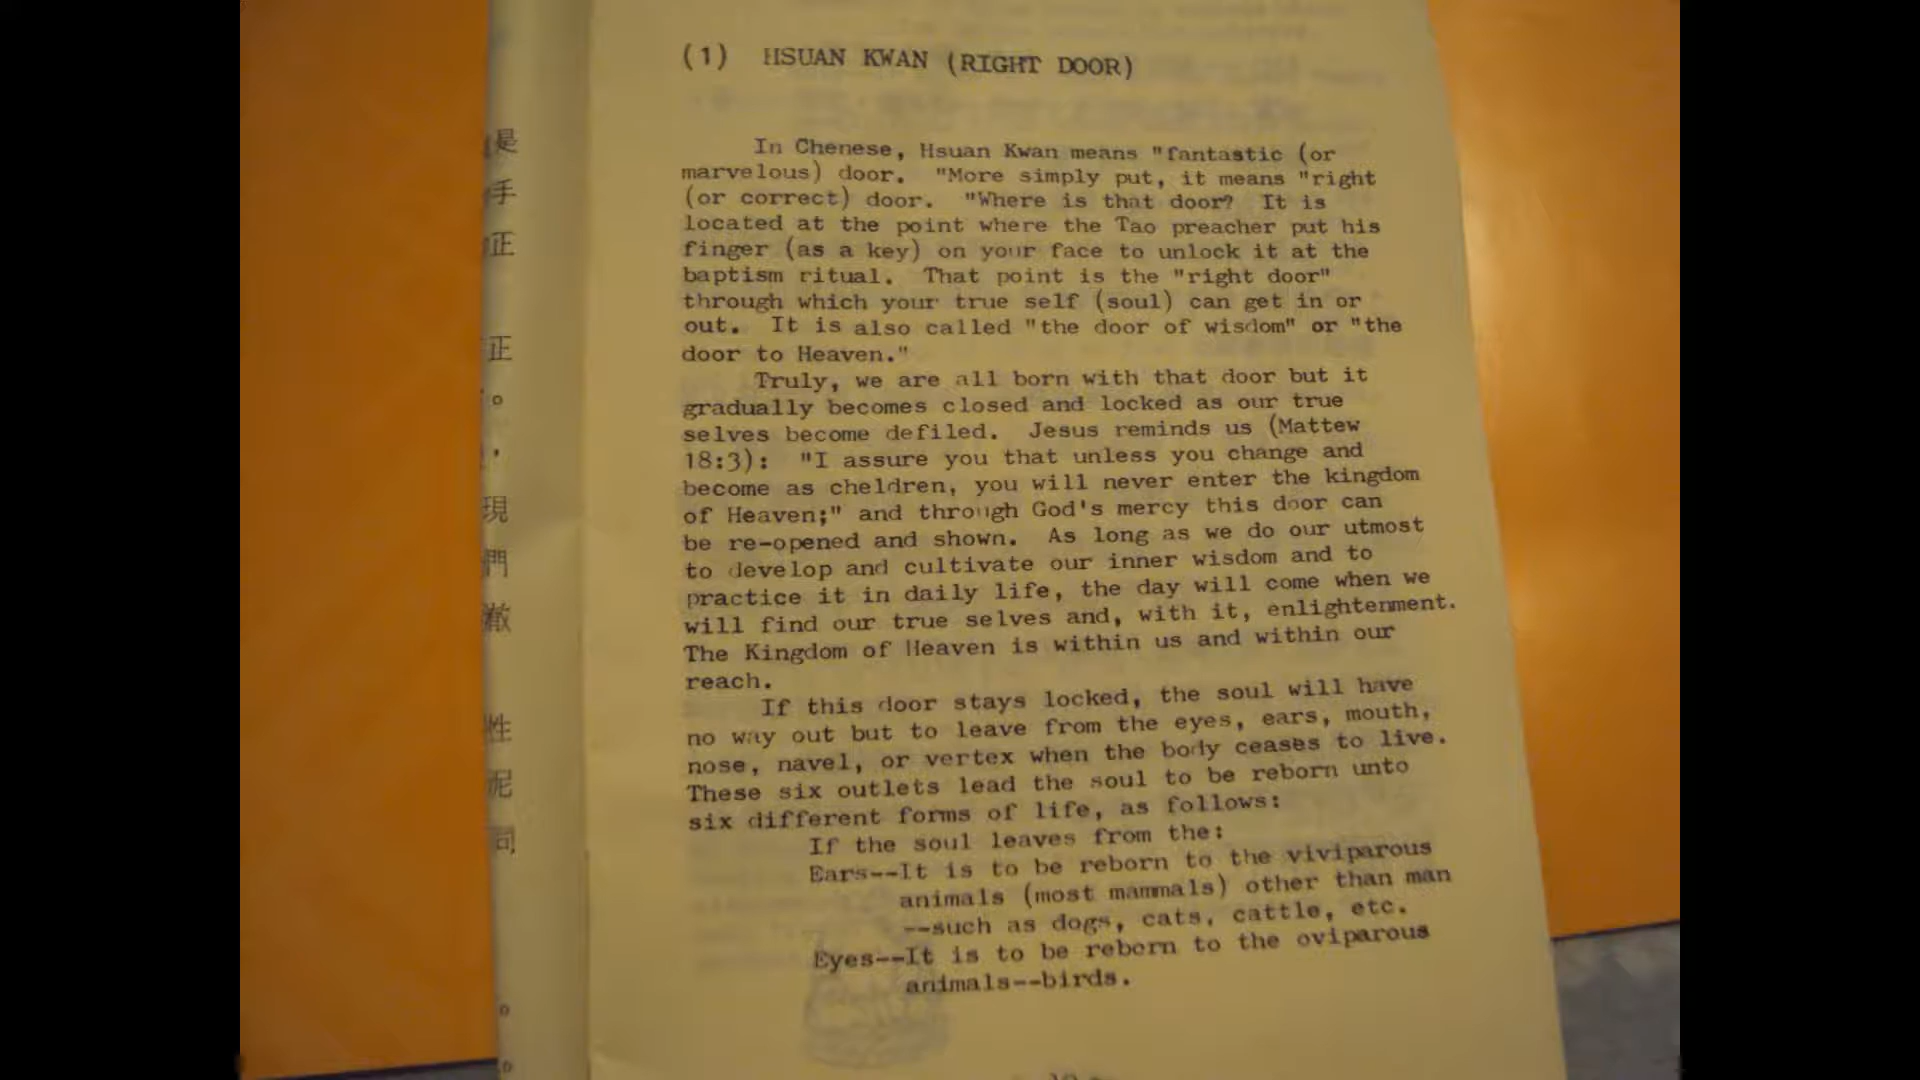 (1) HSUAN KWAN (RIGHT DOOR)
In Chenese, Hsuan Kwan means "fantastic (or
marvelous) door. "More simply put, it means "right
(or correct) door. "Where is that door? It is
located at the point where the Tao preacher put his
finger (as a key) on your face to unlock it at the
baptism ritual. That point is the "right door"
through which your true self (soul) can get in or
out. It is also called "the door of wisdom" or "the
door to Heaven."
Truly, we are all born with that door but it
gradually becomes closed and locked as our true
selves become defiled. Jesus reminds us (Mattew
18:3): "I assure you that unless you change and
become as cheldren, you will never enter the kingdom
of Heaven;" and through God's mercy this door can
be re-opened and shown. As long as we do our utmost
to develop and cultivate our inner wisdom and to
practice it in daily life, the day will come when we
will find our true selves and, with it, enlightenment.
The Kingdom of Heaven is within us and within our
reach.
If this door stays locked, the soul will have
no way out but to leave from the eyes, ears, mouth,
nose, navel, or vertex when the body ceases to live.
These six outlets lead the soul to be reborn unto
six different forms of life, as follows:
If the soul leaves from the:
Ears--It is to be reborn to the viviparous
animals (most mammals) other than man
--such as dogs, cats, cattle, etc.
Eyes--It is to be reborn to the oviparous
animals--birds.
是
手
正
正
。
，
現
門
徹
性
呢
同